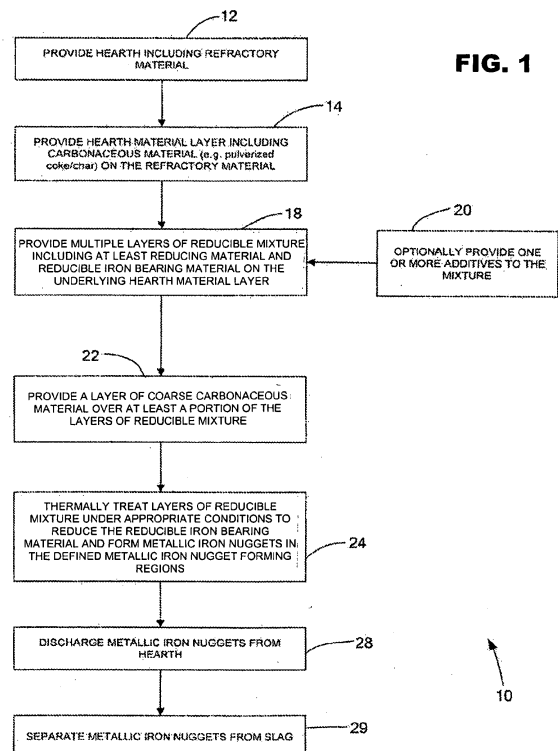 FIG. 1
12
PROVIDE HEARTH INCLUDING REFRACTORY
MATERIAL
14
PROVIDE HEARTH MATERIAL LAYER INCLUDING
CARBONACEOUS MATERIAL (e.g. pulverized
coke/char) ON THE REFRACTORY MATERIAL
18
PROVIDE MULTIPLE LAYERS OF REDUCIBLE MIXTURE
INCLUDING AT LEAST REDUCING MATERIAL AND
REDUCIBLE IRON BEARING MATERIAL ON THE
UNDERLYING HEARTH MATERIAL LAYER
20
OPTIONALLY PROVIDE ONE
OR MORE ADDITIVES TO THE
MIXTURE
22
PROVIDE A LAYER OF COARSE CARBONACEOUS
MATERIAL OVER AT LEAST A PORTION OF THE
LAYERS OF REDUCIBLE MIXTURE
THERMALLY TREAT LAYERS OF REDUCIBLE
MIXTURE UNDER APPROPRIATE CONDITIONS TO
REDUCE THE REDUCIBLE IRON BEARING
MATERIAL AND FORM METALLIC IRON NUGGETS IN
THE DEFINED METALLIC IRON NUGGET FORMING
REGIONS
24
DISCHARGE METALLIC IRON NUGGETS FROM
HEARTH
28
10
SEPARATE METALLIC IRON NUGGETS FROM SLAG
29